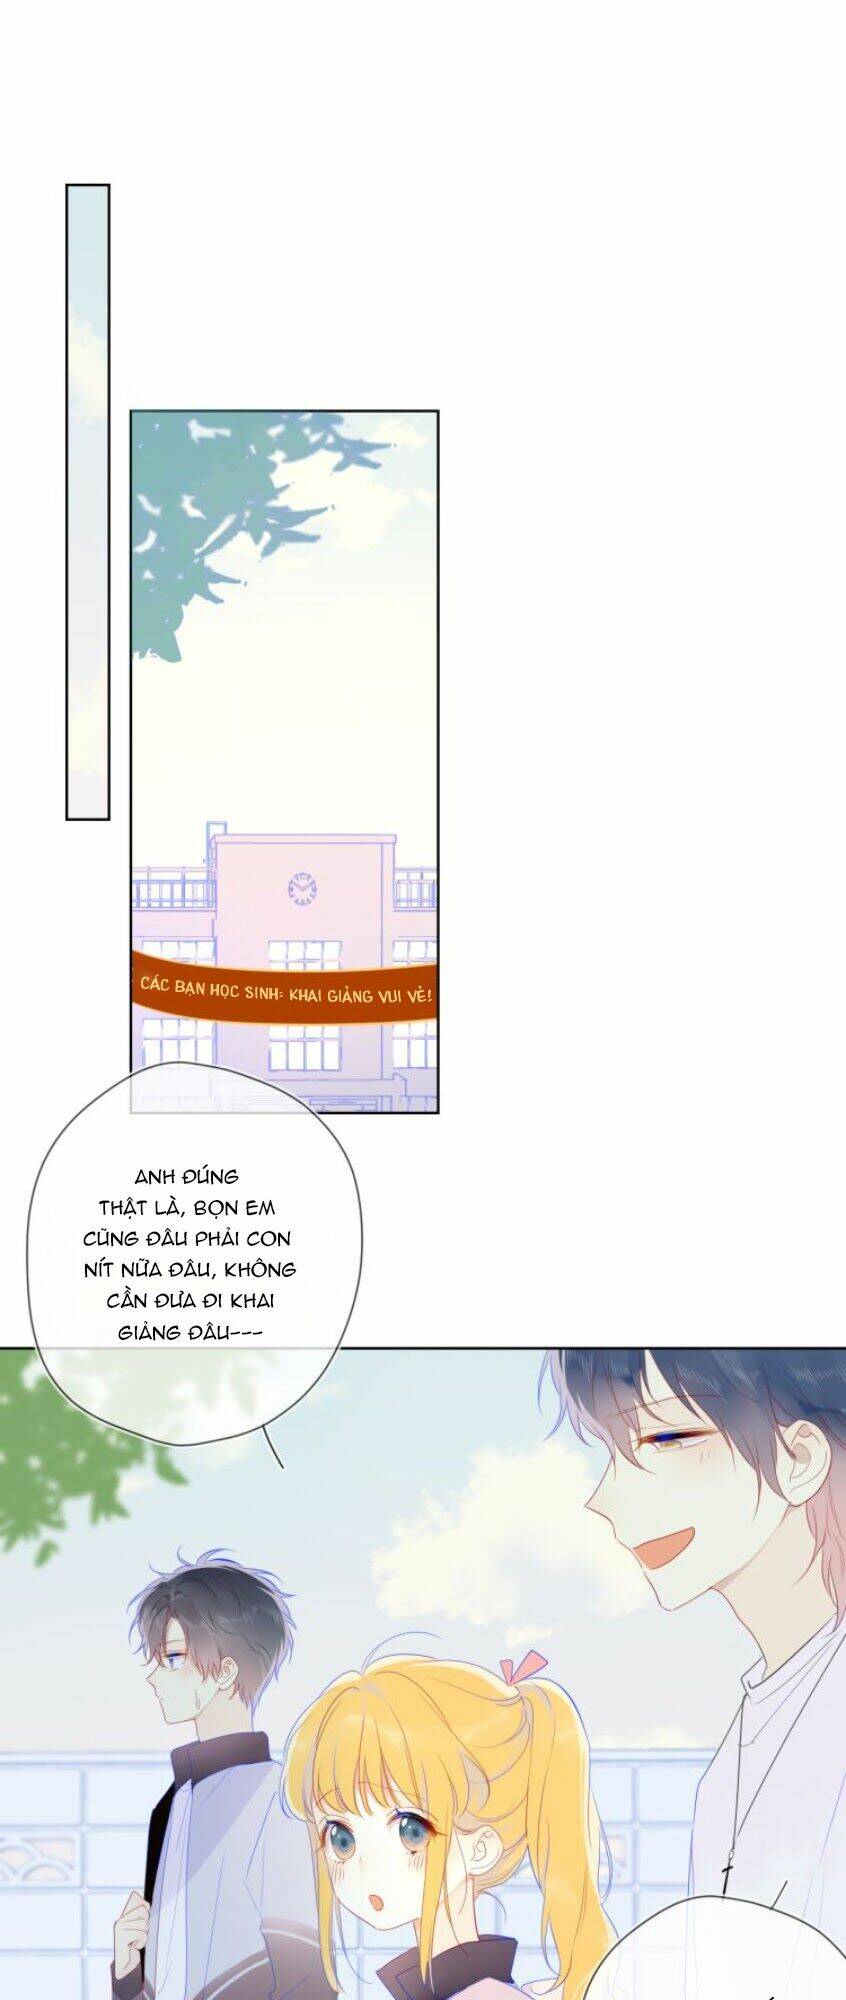 CÁC BẠN HỌC SINH: KHAI GIẢNG VUI VẺ!
ANH ĐÚNG
THẬT LÀ, BỌN EM
CŨNG ĐÂU PHẢI CON
NÍT NỮA ĐÂU, KHÔNG
CẦN ĐƯA ĐI KHAI
GIẢNG ĐÂU---